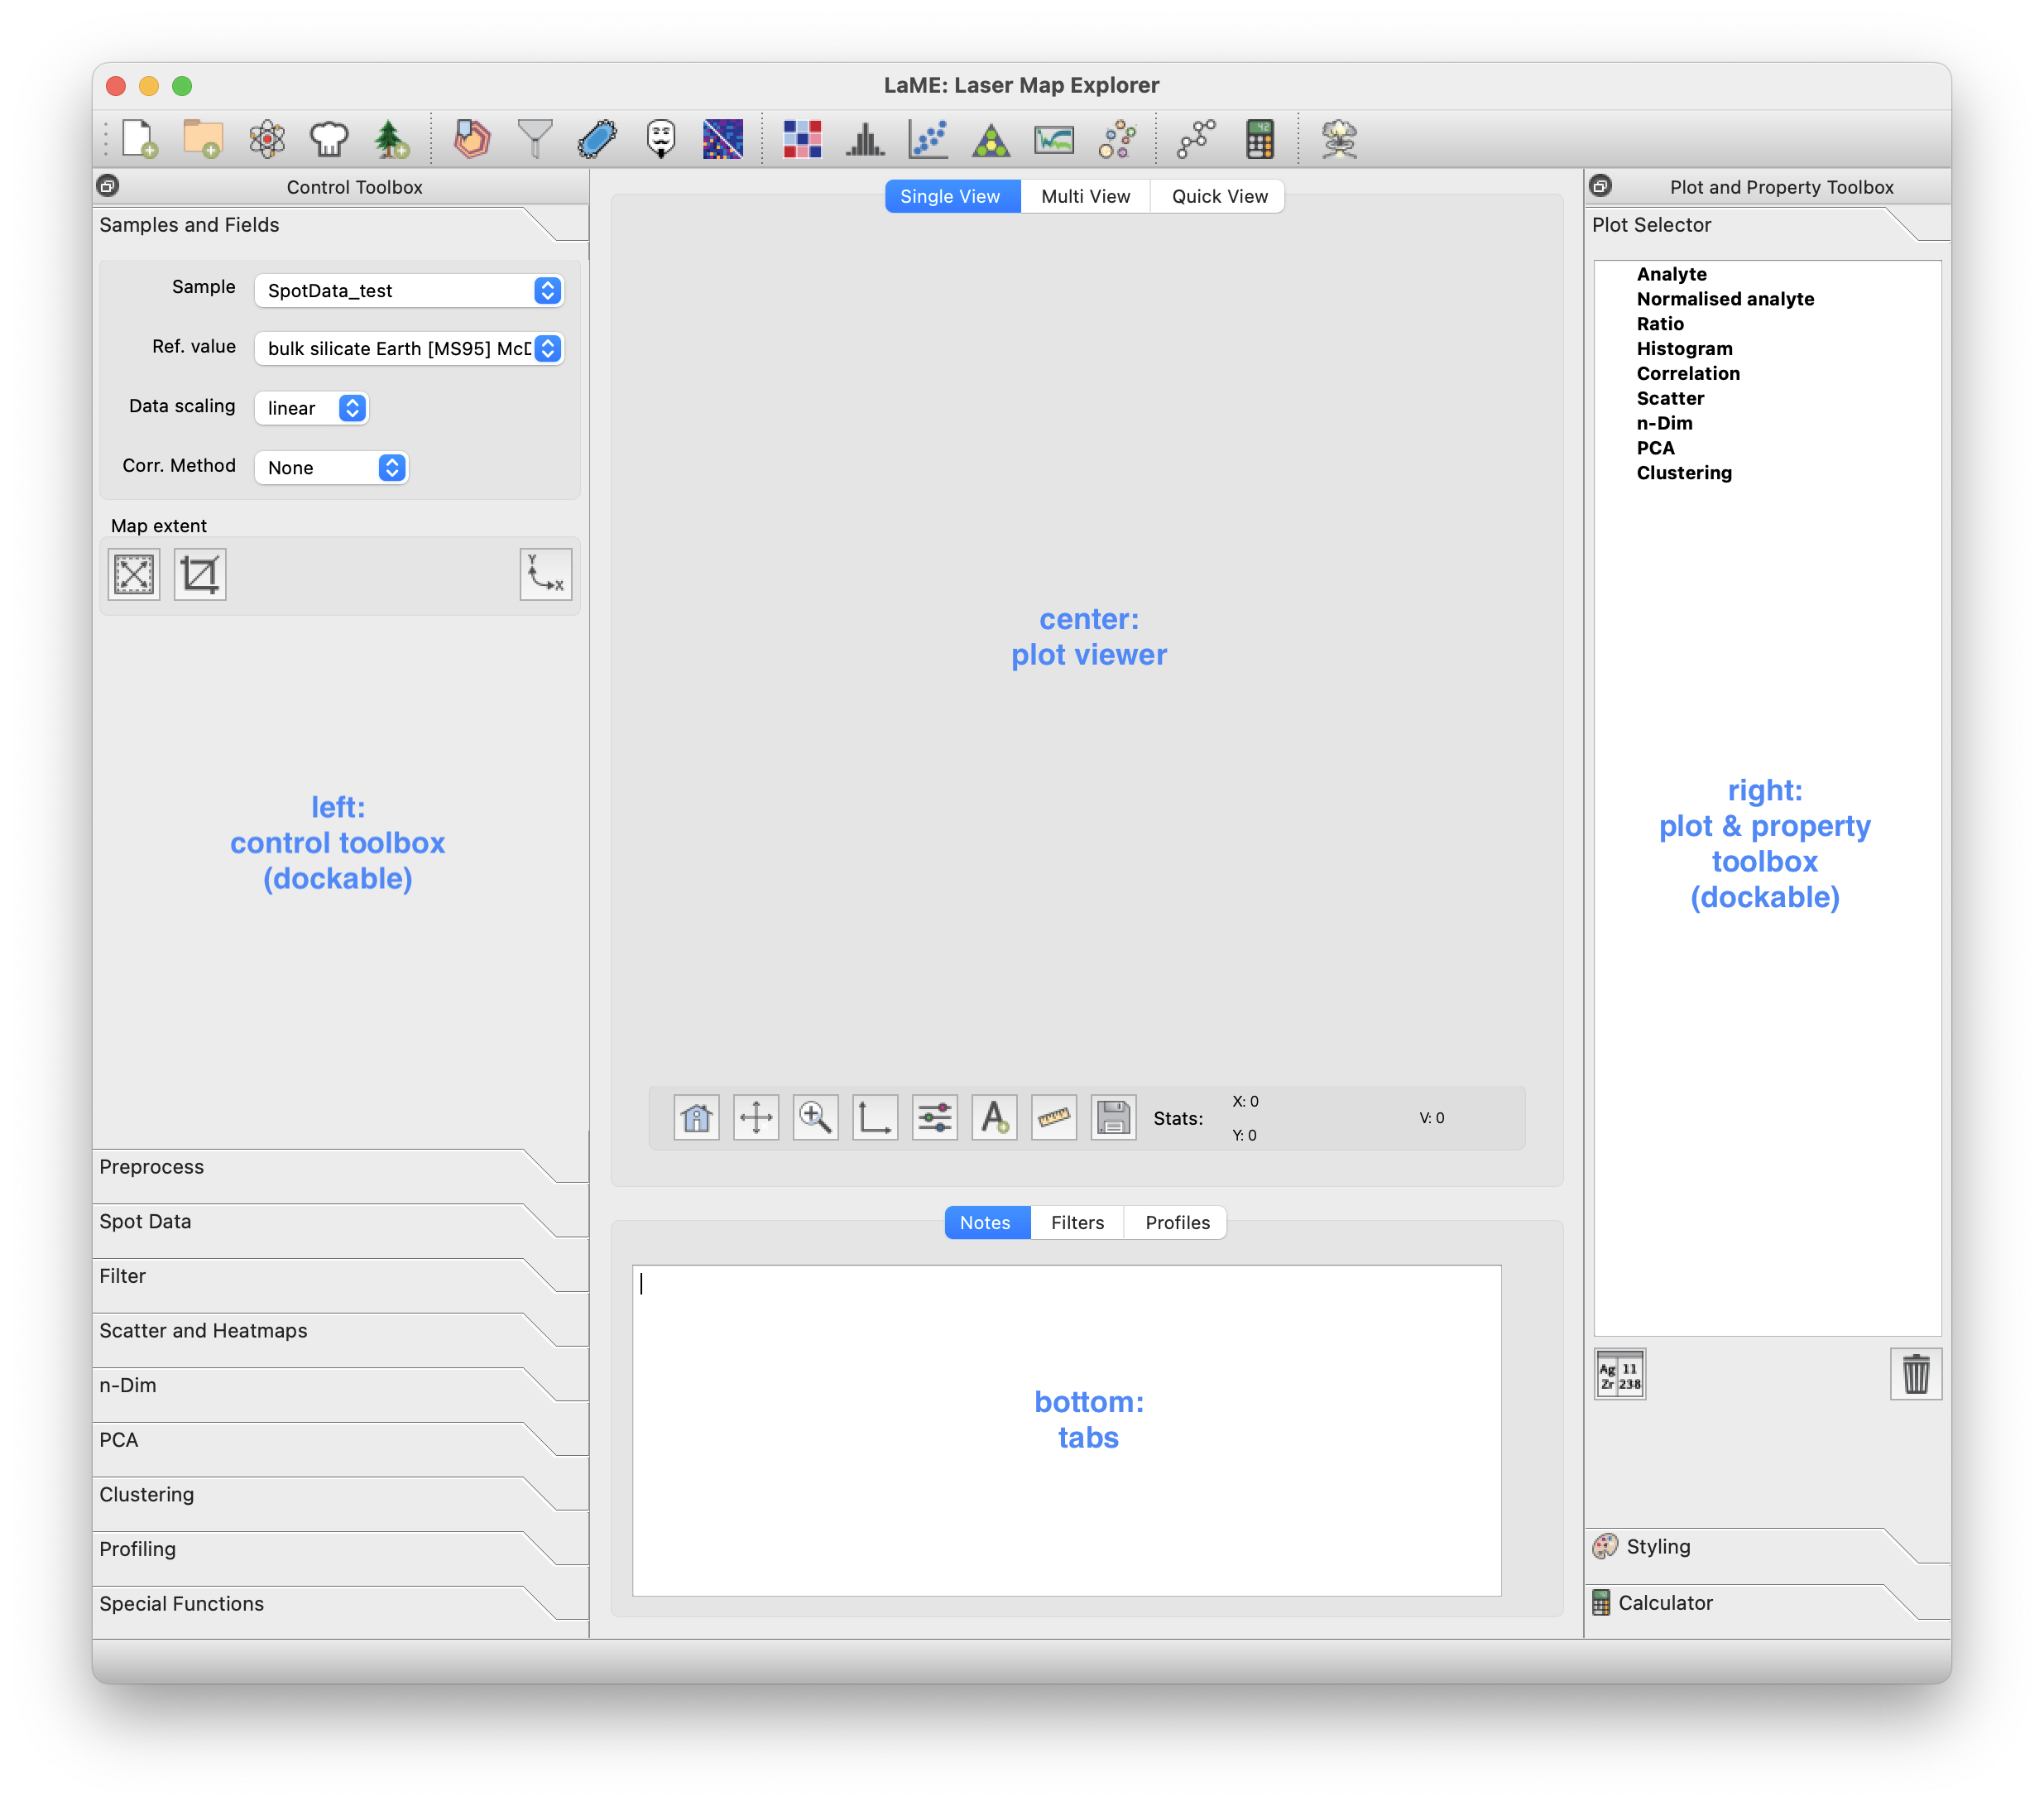 LaME: Laser Map Explorer
42
Control Toolbox
Samples and Fields
Sample
SpotData_test
Ref. value
bulk silicate Earth [MS95] McD
Data scaling
linear
Corr. Method
None
Map extent
Y
X
left:
control toolbox
(dockable)
Preprocess
Spot Data
Filter
Scatter and Heatmaps
n-Dim
PCA
Clustering
Profiling
Special Functions
Single View
Multi View
Quick View
center:
plot viewer
A
Stats:
X: 0
Y: 0
V: 0
Notes
Filters
Profiles
bottom:
tabs
Plot and Property Toolbox
Plot Selector
Analyte
Normalised analyte
Ratio
Histogram
Correlation
Scatter
n-Dim
PCA
Clustering
right:
plot & property
toolbox
(dockable)
Ag 11
Zr 238
Styling
Calculator